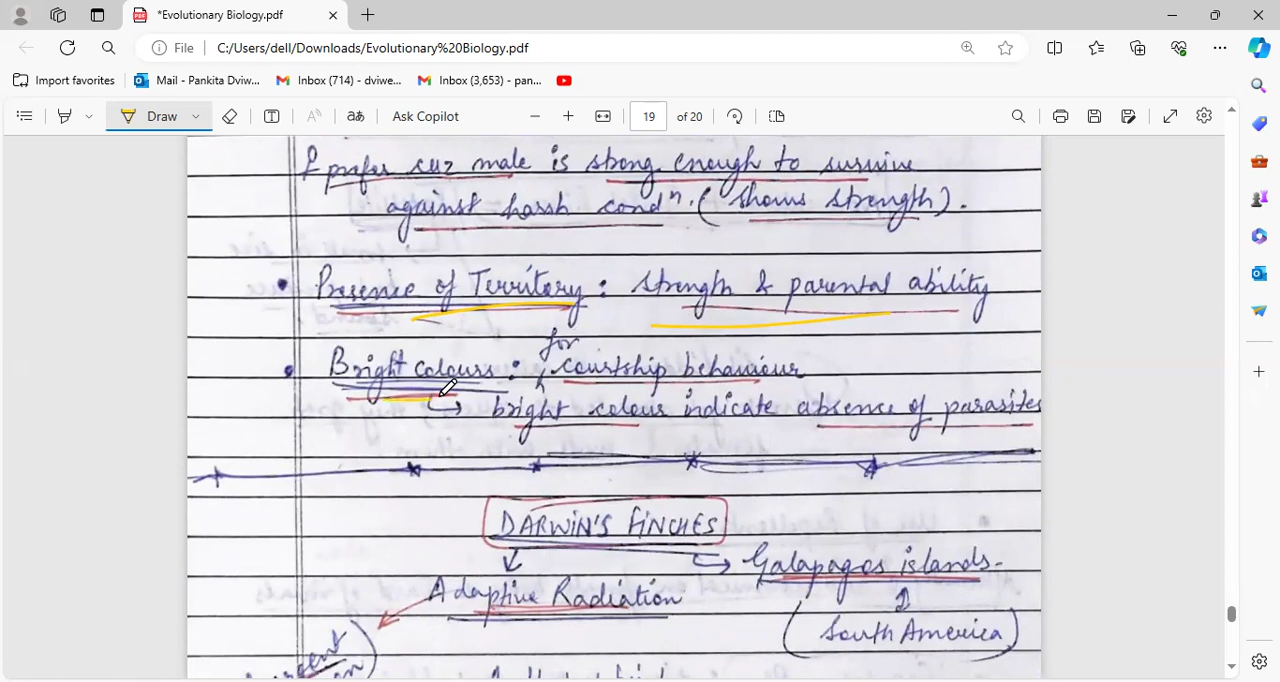 *Evolutionary Biology.pdf
File C:/Users/dell/Downloads/Evolutionary%20Biology.pdf
Import favorites Mail - Pankita Dviw... Inbox (714) - dviwe... Inbox (3,653) - pan...
Draw Ask Copilot 19 of 20
prefer cuz male is strong enough to survive
against harsh condⁿ. (shows strength).
• Presence of Territory : strength & parental ability
for
• Bright colours : courtship behaviour
↳ bright colour indicate absence of parasites
DARWIN'S FINCHES
↳ Galapagos islands.
Adaptive Radiation
(South America)